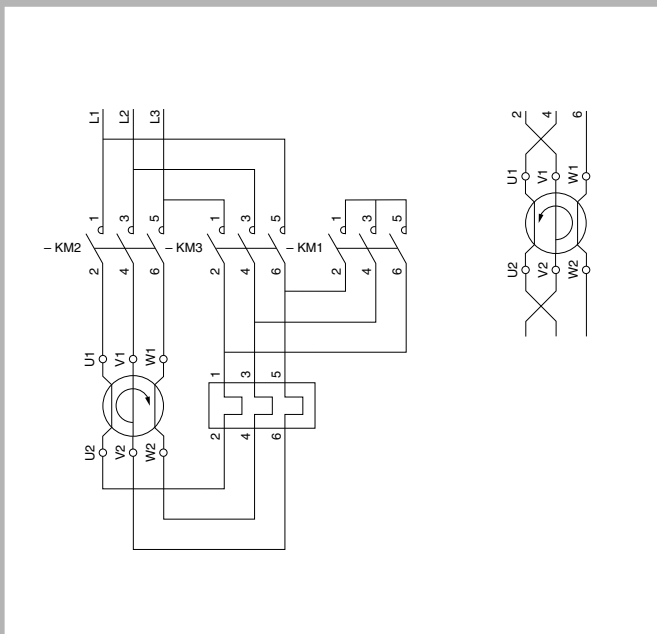 L1 L2 L3
2 4 6
1 3 5 1 3 5 1 3 5
– KM2 – KM3 – KM1
2 4 6 2 4 6 2 4 6
U1 V1 W1
U2 V2 W2
U1 V1 W1
1 3 5
2 4 6
U2 V2 W2